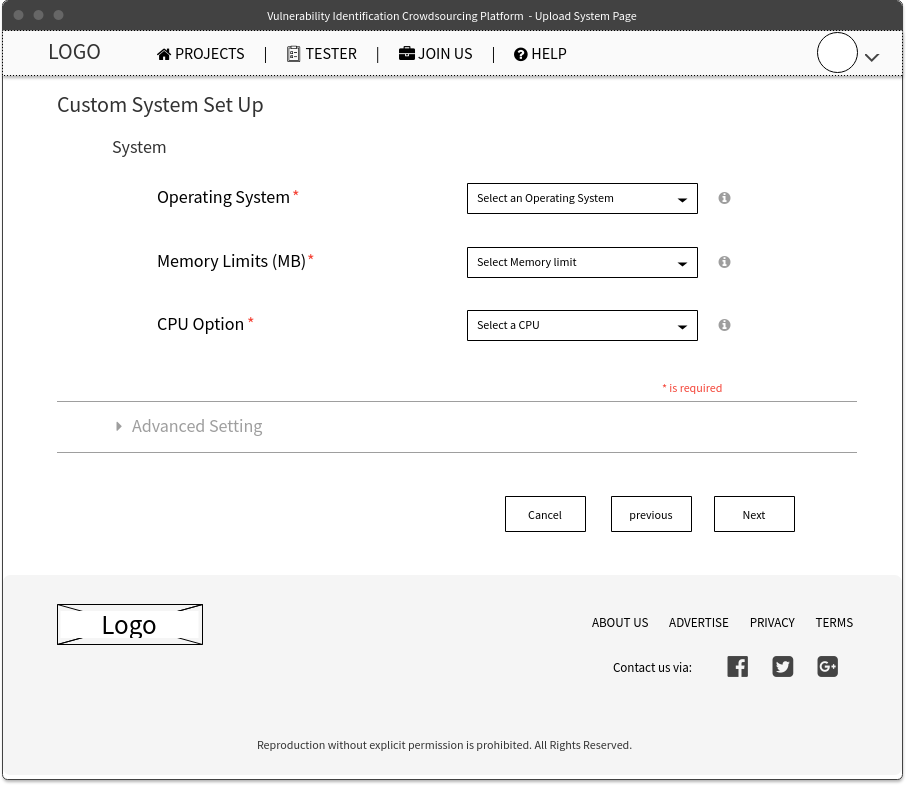 Vulnerability Identification Crowdsourcing Platform - Upload System Page
LOGO PROJECTS | TESTER | JOIN US | HELP
Custom System Set Up
System
Operating System * Select an Operating System
Memory Limits (MB)* Select Memory limit
CPU Option * Select a CPU
* is required
Advanced Setting
Cancel previous Next
Logo
ABOUT US ADVERTISE PRIVACY TERMS
Contact us via:
Reproduction without explicit permission is prohibited. All Rights Reserved.